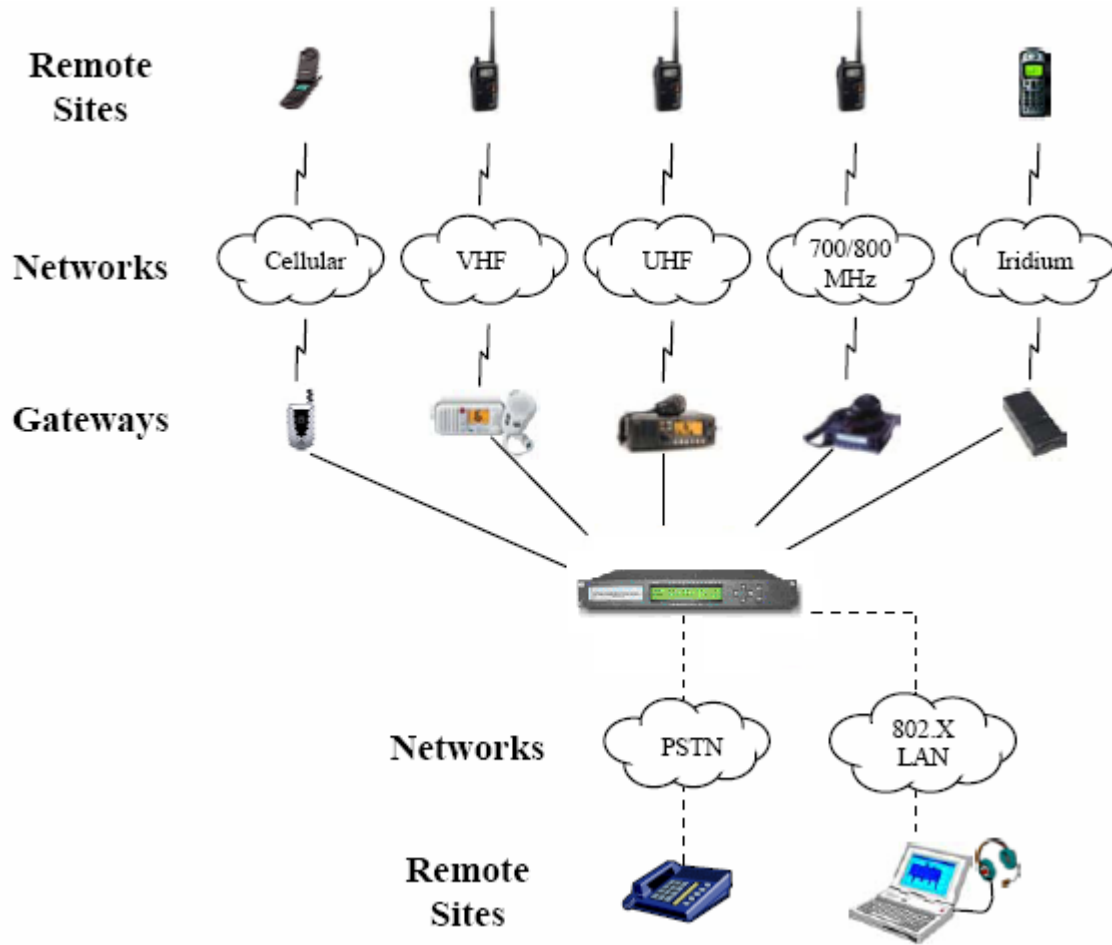 Remote
Sites
Networks
Cellular
VHF
UHF
700/800
MHz
Iridium
Gateways
Networks
PSTN
802.X
LAN
Remote
Sites